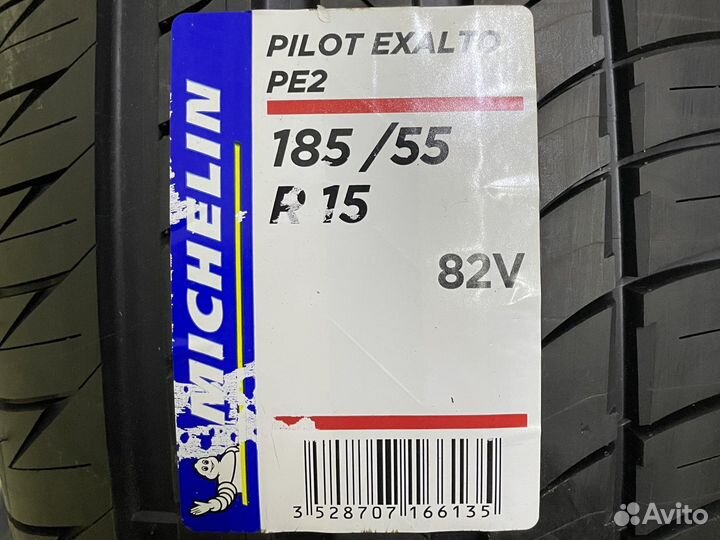 PILOT EXALTO
PE2
185 /55
R 15
82V
MICHELIN
3 528707 166135
Avito